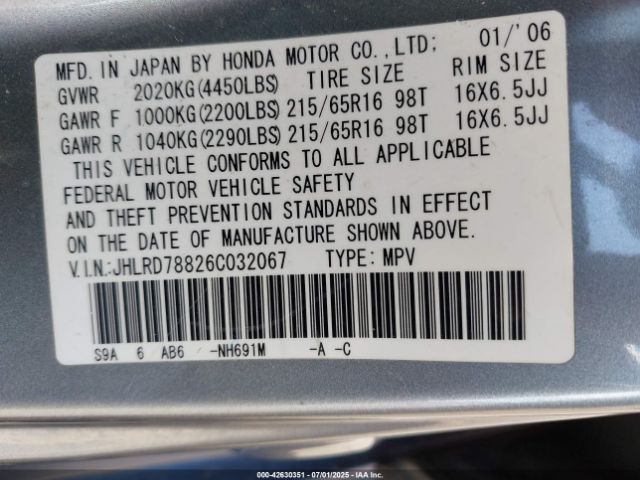 MFD. IN JAPAN BY HONDA MOTOR CO.,LTD; 01/'06
GVWR 2020KG(4450LBS) TIRE SIZE RIM SIZE
GAWR F 1000KG(2200LBS) 215/65R16 98T 16X6.5JJ
GAWR R 1040KG(2290LBS) 215/65R16 98T 16X6.5JJ
THIS VEHICLE CONFORMS TO ALL APPLICABLE
FEDERAL MOTOR VEHICLE SAFETY
AND THEFT PREVENTION STANDARDS IN EFFECT
ON THE DATE OF MANUFACTURE SHOWN ABOVE.
V.I.N.:JHLRD78826C032067 TYPE: MPV
S9A 6 AB6 -NH691M -A -C
000-42630351 - 07/01/2025 - IAAI.COM